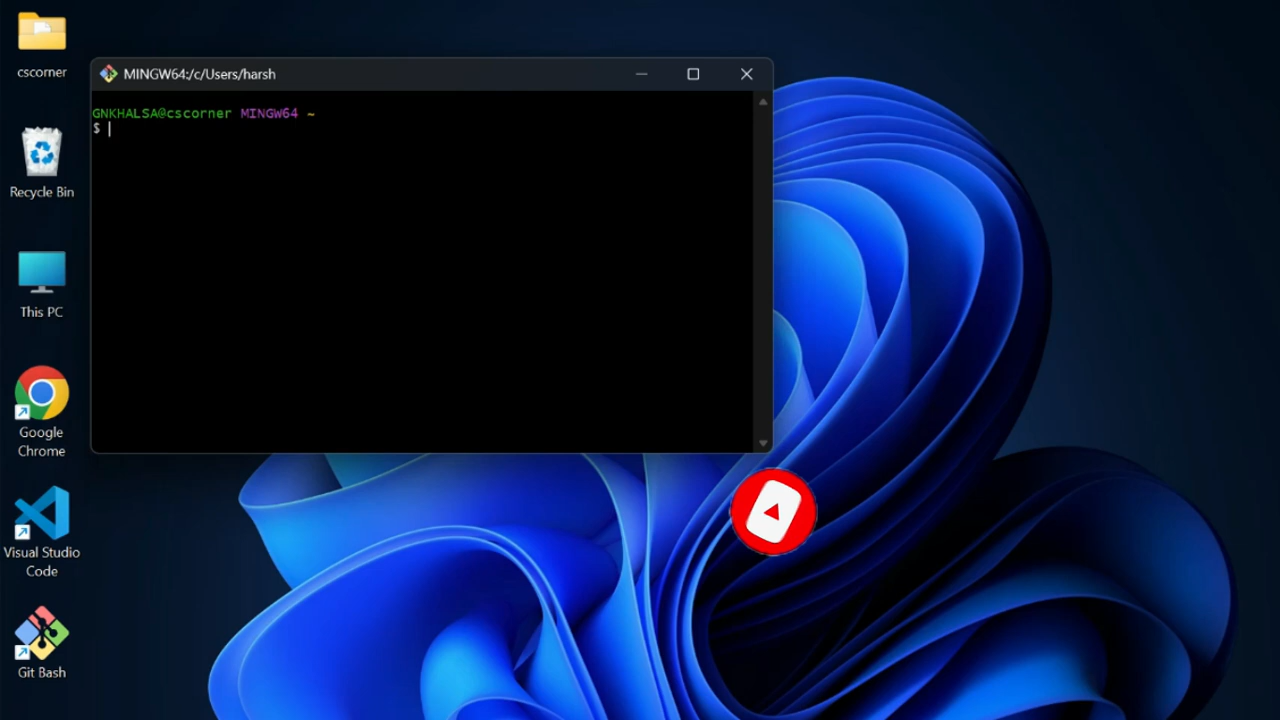 cscorner
Recycle Bin
This PC
Google
Chrome
Visual Studio
Code
Git Bash
MINGW64:/c/Users/harsh
GNKHALSA@cscorner MINGW64 ~
$